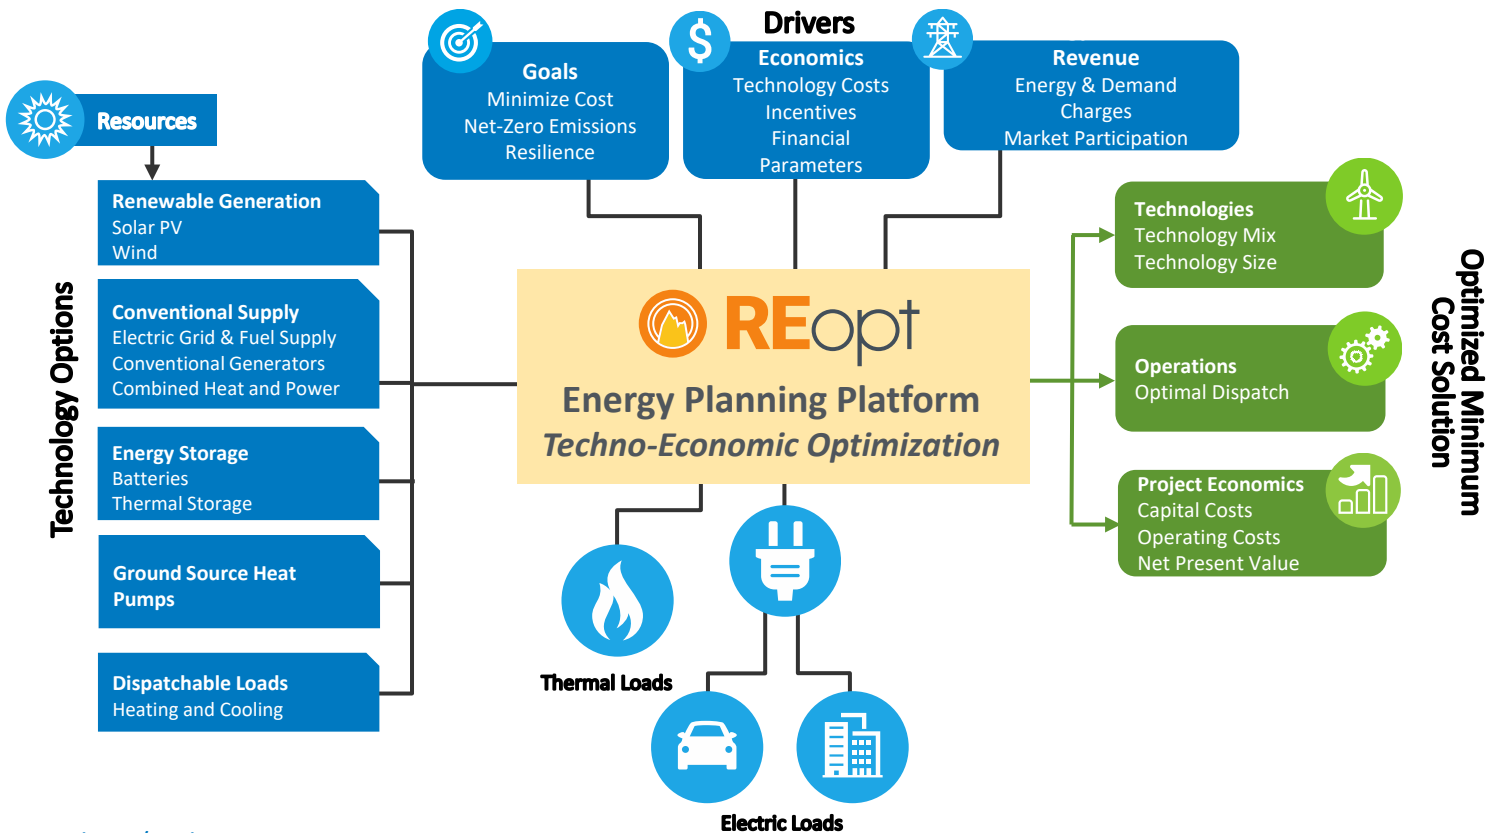 Drivers
Goals
Minimize Cost
Net-Zero Emissions
Resilience
$
Economics
Technology Costs
Incentives
Financial
Parameters
Revenue
Energy & Demand
Charges
Market Participation
Resources
Technology Options
Renewable Generation
Solar PV
Wind
Conventional Supply
Electric Grid & Fuel Supply
Conventional Generators
Combined Heat and Power
Energy Storage
Batteries
Thermal Storage
Ground Source Heat
Pumps
Dispatchable Loads
Heating and Cooling
REopt
Energy Planning Platform
Techno-Economic Optimization
Thermal Loads
Electric Loads
Technologies
Technology Mix
Technology Size
Operations
Optimal Dispatch
Project Economics
Capital Costs
Operating Costs
Net Present Value
Optimized Minimum
Cost Solution